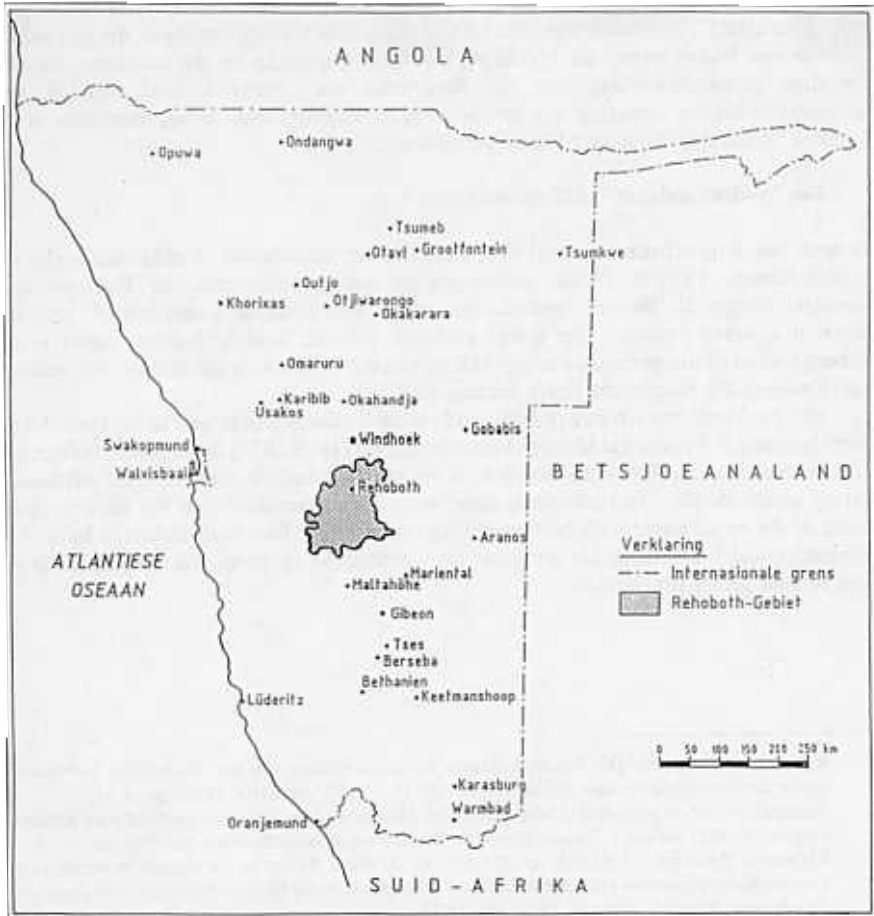 ANGOLA
Opuwa
Ondangwa
Tsumeb
Otavi
Grootfontein
Tsumkwe
Outjo
Khorixas
Otjiwarongo
Okakarara
Omaruru
Karibib
Usakos
Okahandja
Gobabis
Windhoek
Swakopmund
Walvisbaai
Rehoboth
BETSJOEANALAND
Aranos
ATLANTIESE
OSEAAN
Mariental
Maltahöhe
Gibeon
Tses
Berseba
Bethanien
Keetmanshoop
Lüderitz
Verklaring
Internasionale grens
Rehoboth-Gebiet
0 50 100 150 200 250 km
Karasburg
Warmbad
Oranjemund
SUID-AFRIKA